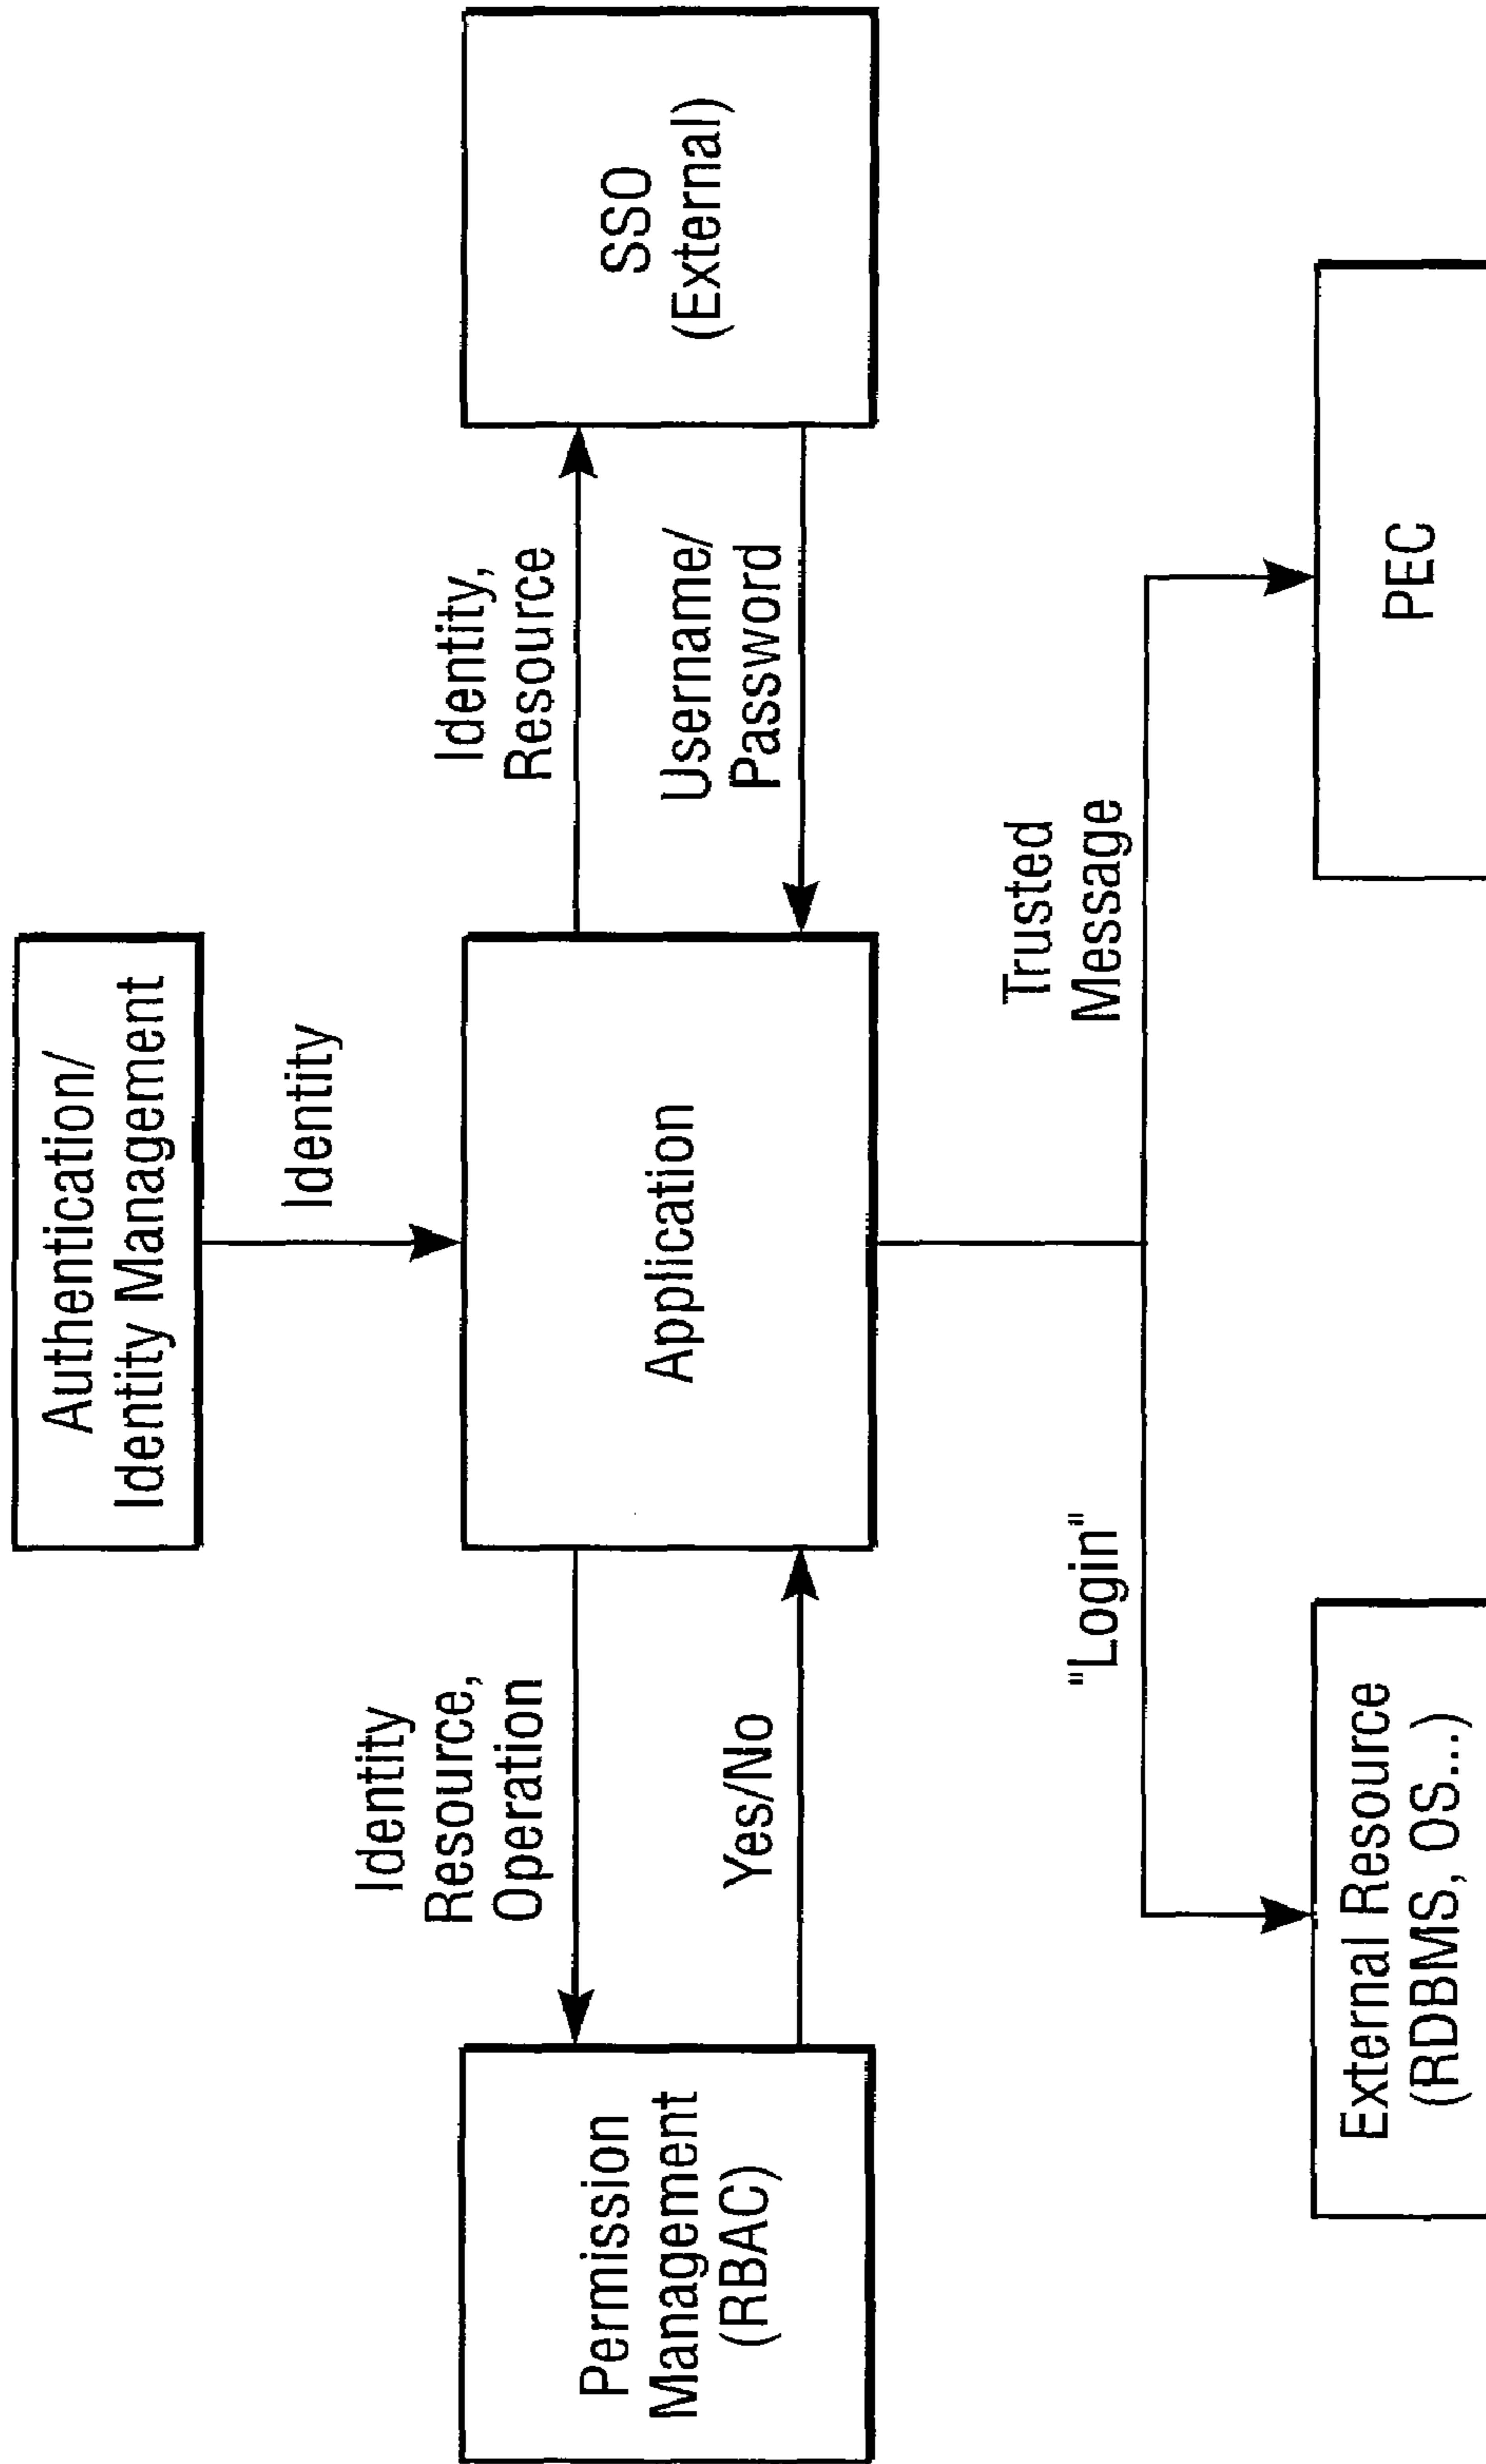 Authentication/
Identity Management
Identity
Permission
Management
(RBAC)
Identity
Resource,
Operation
Yes/No
Application
Identity,
Resource
Username/
Password
SSO
(External)
"Login"
Trusted
Message
External Resource
(RDBMS, OS...)
PEC